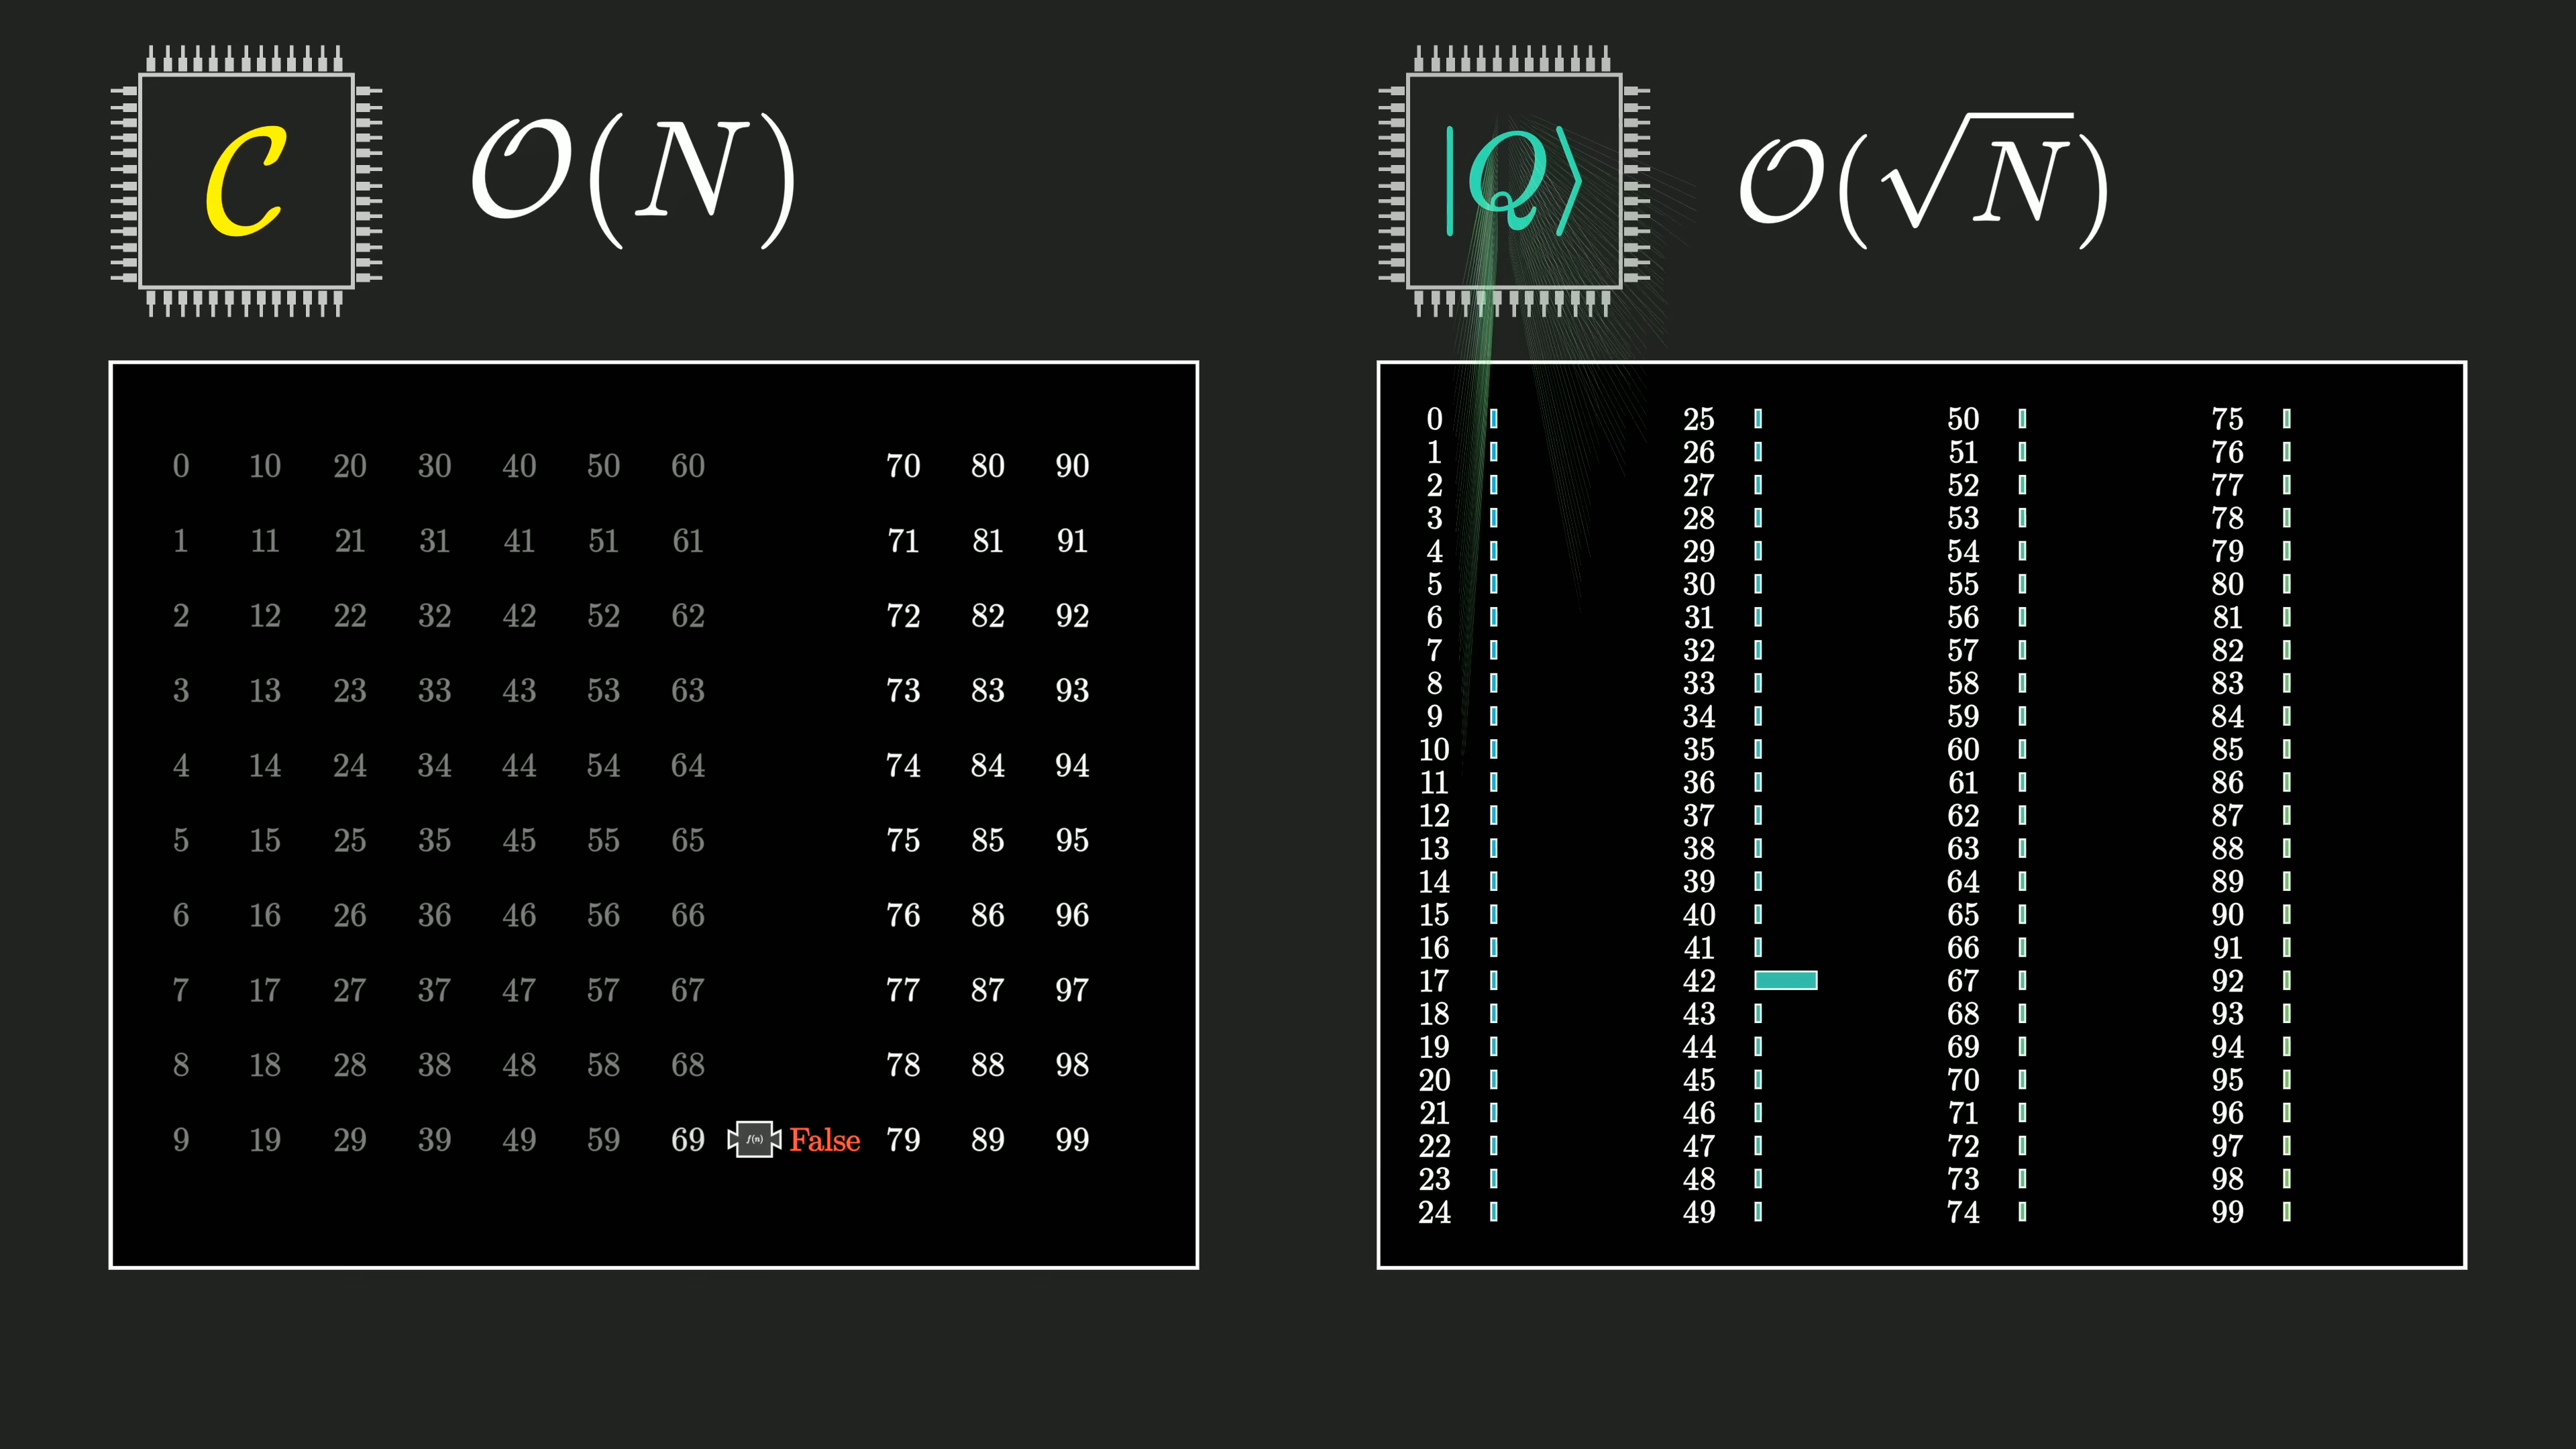 C O(N)
|Q⟩ O(√N)
0 10 20 30 40 50 60 70 80 90
1 11 21 31 41 51 61 71 81 91
2 12 22 32 42 52 62 72 82 92
3 13 23 33 43 53 63 73 83 93
4 14 24 34 44 54 64 74 84 94
5 15 25 35 45 55 65 75 85 95
6 16 26 36 46 56 66 76 86 96
7 17 27 37 47 57 67 77 87 97
8 18 28 38 48 58 68 78 88 98
9 19 29 39 49 59 69 f(n) False 79 89 99
0 25 50 75
1 26 51 76
2 27 52 77
3 28 53 78
4 29 54 79
5 30 55 80
6 31 56 81
7 32 57 82
8 33 58 83
9 34 59 84
10 35 60 85
11 36 61 86
12 37 62 87
13 38 63 88
14 39 64 89
15 40 65 90
16 41 66 91
17 42 67 92
18 43 68 93
19 44 69 94
20 45 70 95
21 46 71 96
22 47 72 97
23 48 73 98
24 49 74 99